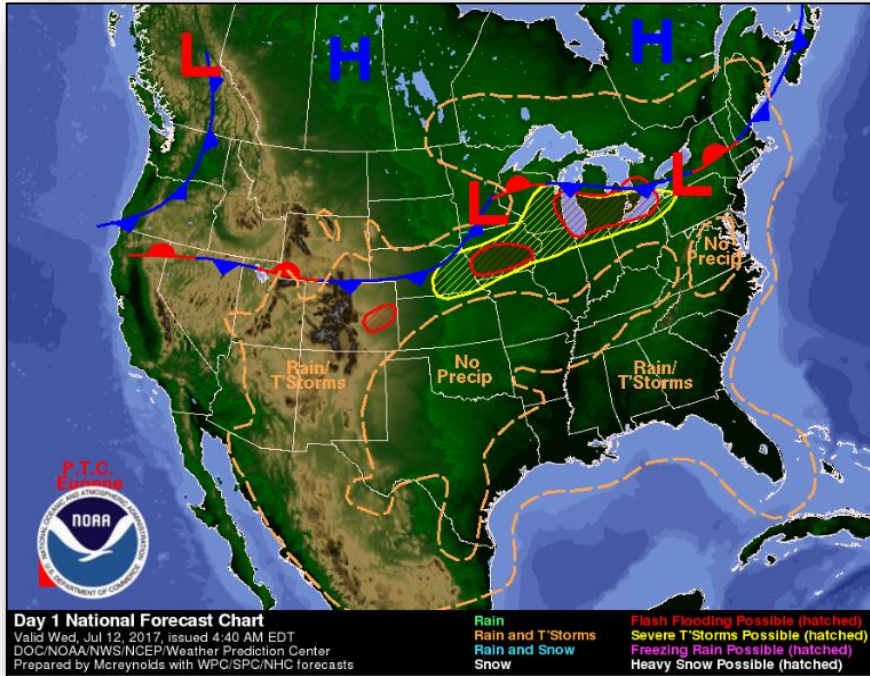 L
H
H
L
L
No
Precip
Rain/
T'Storms
No
Precip
Rain/
T'Storms
P.T.C.
Eugene
NATIONAL OCEANIC AND ATMOSPHERIC ADMINISTRATION
NOAA
U.S. DEPARTMENT OF COMMERCE
Day 1 National Forecast Chart
Valid Wed, Jul 12, 2017, issued 4:40 AM EDT
DOC/NOAA/NWS/NCEP/Weather Prediction Center
Prepared by Mcreynolds with WPC/SPC/NHC forecasts
Rain
Rain and T'Storms
Rain and Snow
Snow
Flash Flooding Possible (hatched)
Severe T'Storms Possible (hatched)
Freezing Rain Possible (hatched)
Heavy Snow Possible (hatched)